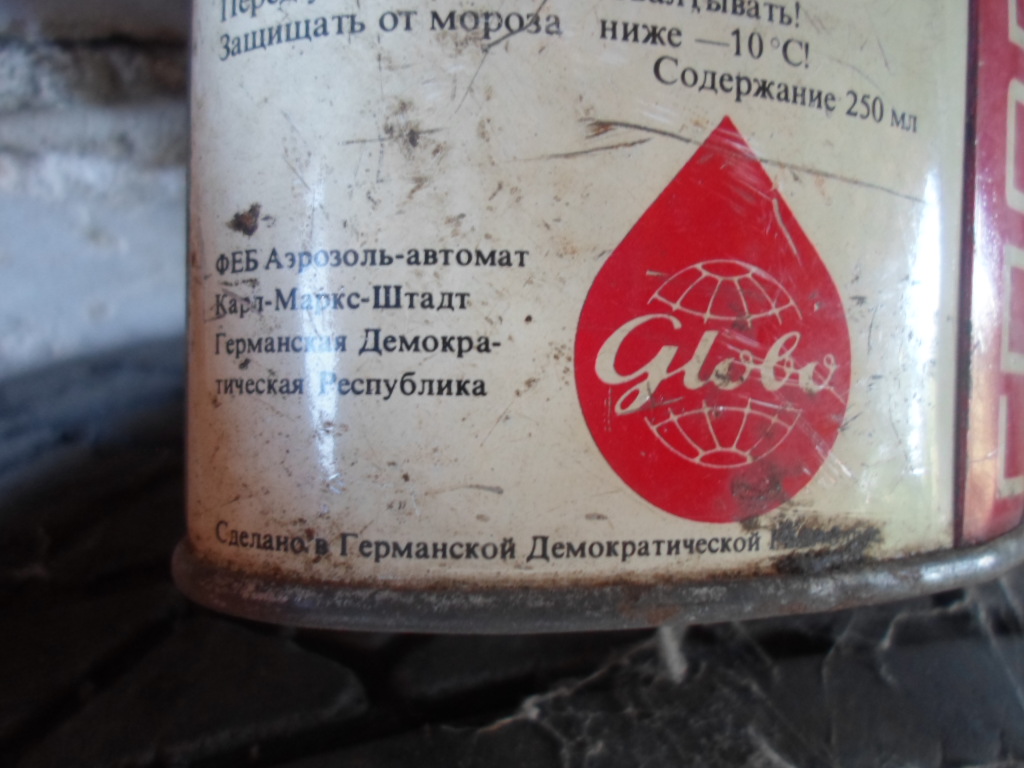 Перед
Защищать от мороза ниже —10°C!
Содержание 250 мл
ФЕБ Аэрозоль-автомат
Карл-Маркс-Штадт
Германская Демокра-
тическая Республика
Globo
Сделано в Германской Демократической